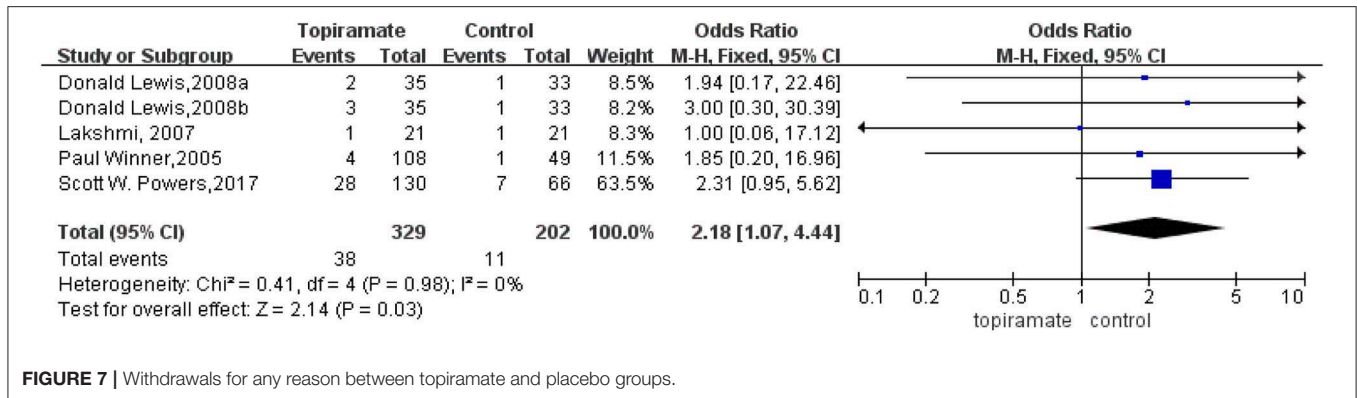 Topiramate Control Odds Ratio Odds Ratio
Study or Subgroup Events Total Events Total Weight M-H, Fixed, 95% CI M-H, Fixed, 95% CI
Donald Lewis,2008a 2 35 1 33 8.5% 1.94 [0.17, 22.46]
Donald Lewis,2008b 3 35 1 33 8.2% 3.00 [0.30, 30.39]
Lakshmi, 2007 1 21 1 21 8.3% 1.00 [0.06, 17.12]
Paul Winner,2005 4 108 1 49 11.5% 1.85 [0.20, 16.96]
Scott W. Powers,2017 28 130 7 66 63.5% 2.31 [0.95, 5.62]
Total (95% CI) 329 202 100.0% 2.18 [1.07, 4.44]
Total events 38 11
Heterogeneity: Chi² = 0.41, df = 4 (P = 0.98); I² = 0%
Test for overall effect: Z = 2.14 (P = 0.03)
0.1 0.2 0.5 1 2 5 10
topiramate control
FIGURE 7 | Withdrawals for any reason between topiramate and placebo groups.